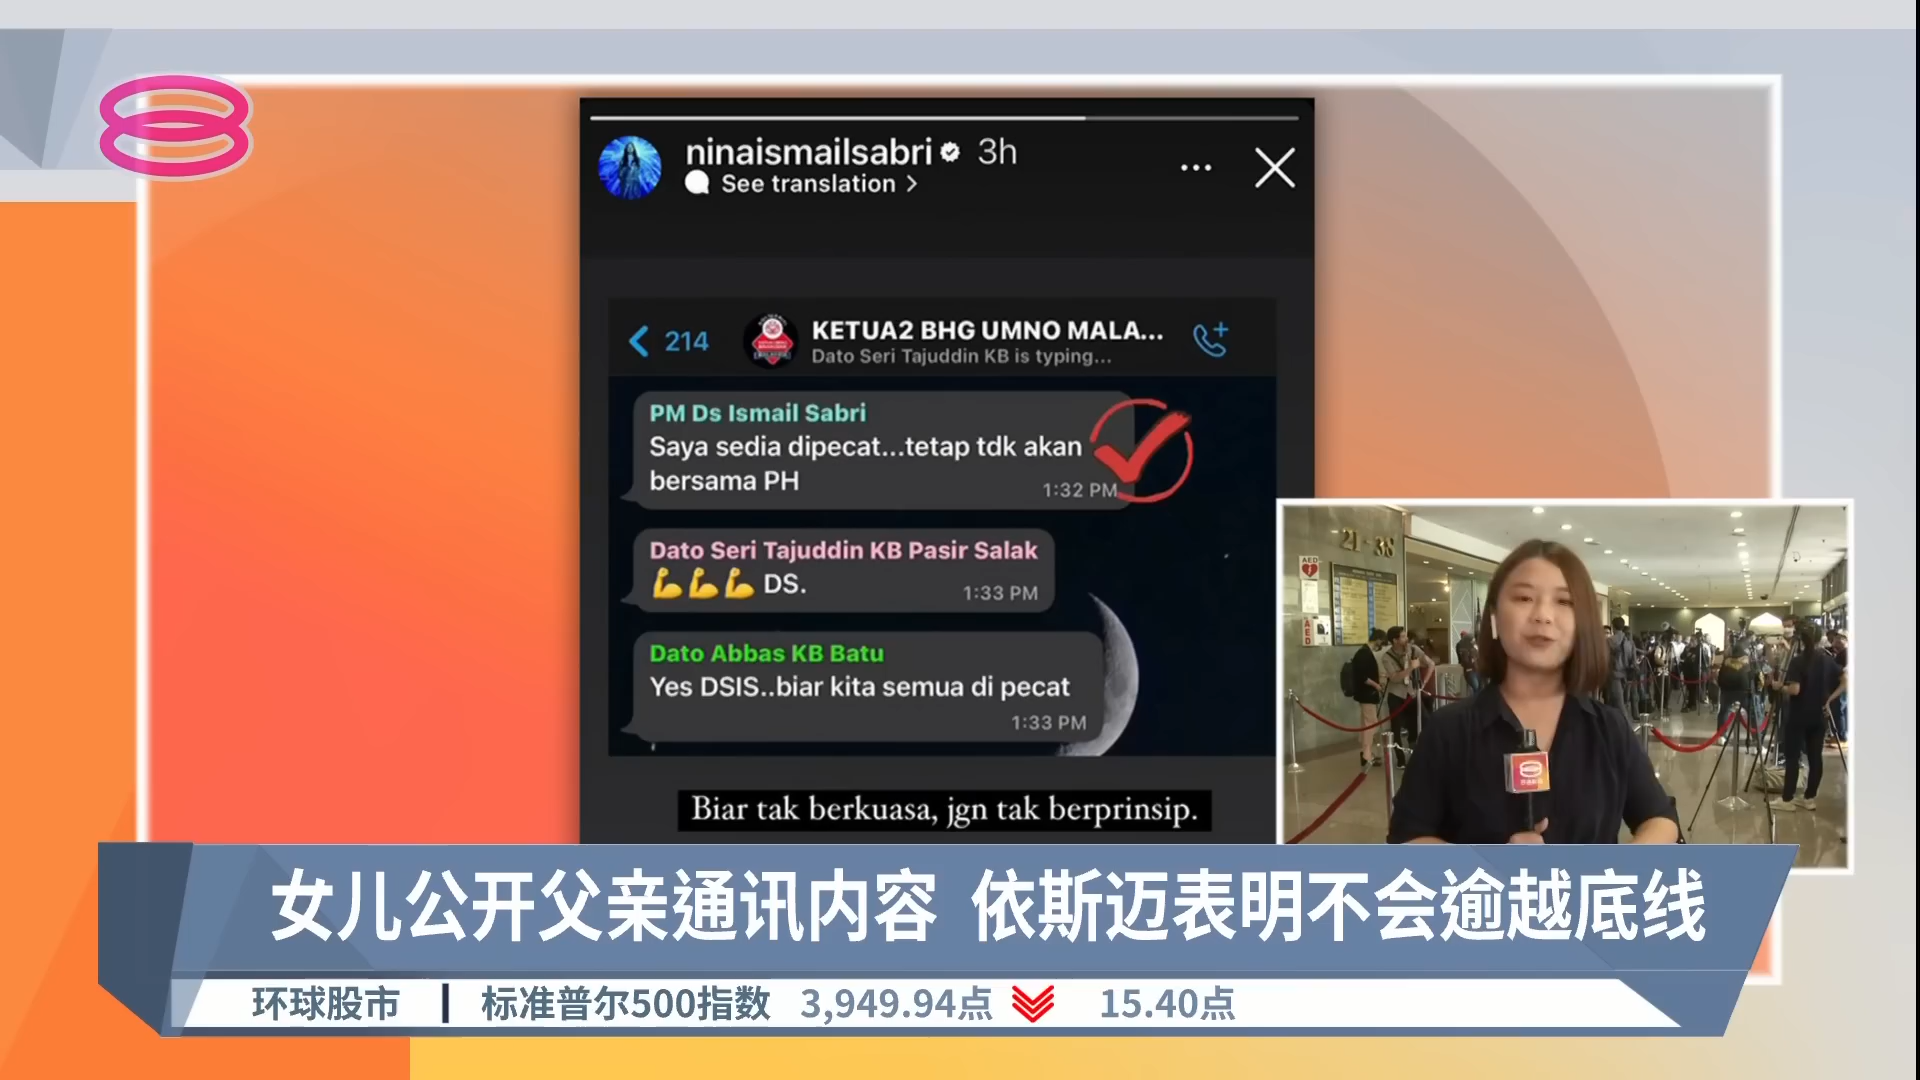 ninaismailsabri 3h
See translation >
214
KETUA2 BHG UMNO MALA...
Dato Seri Tajuddin KB is typing...
PM Ds Ismail Sabri
Saya sedia dipecat...tetap tdk akan
bersama PH
1:32 PM
Dato Seri Tajuddin KB Pasir Salak
💪💪💪 DS.
1:33 PM
Dato Abbas KB Batu
Yes DSIS..biar kita semua di pecat
1:33 PM
Biar tak berkuasa, jgn tak berprinsip.
21-38
AED
AED
女儿公开父亲通讯内容 依斯迈表明不会逾越底线
环球股市 | 标准普尔500指数 3,949.94点 15.40点